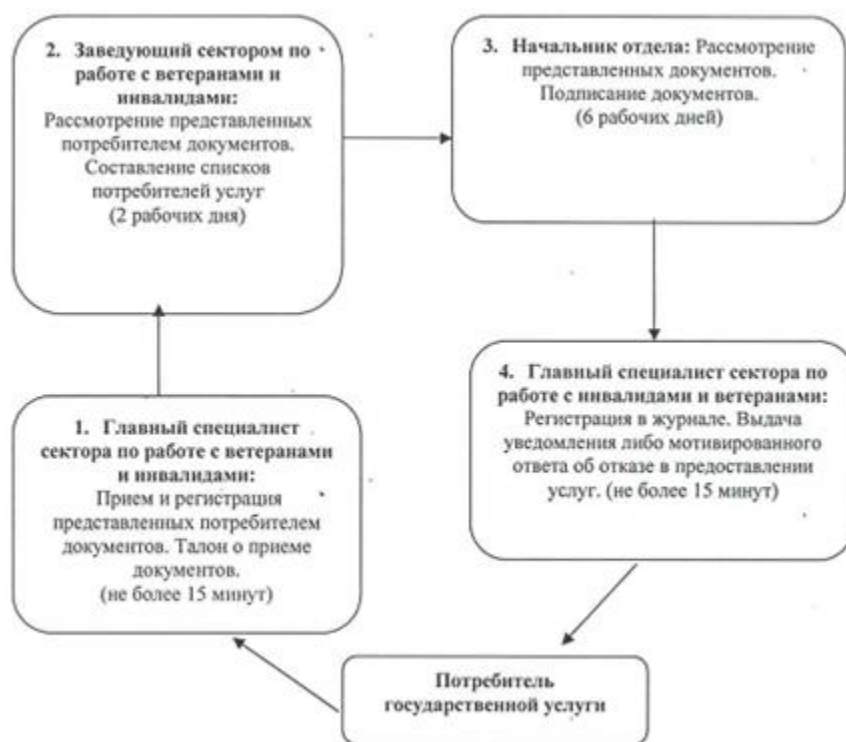 2. Заведующий сектором по
работе с ветеранами и
инвалидами:
Рассмотрение представленных
потребителем документов.
Составление списков
потребителей услуг
(2 рабочих дня)
3. Начальник отдела: Рассмотрение
представленных документов.
Подписание документов.
(6 рабочих дней)
1. Главный специалист
сектора по работе с ветеранами
и инвалидами:
Прием и регистрация
представленных потребителем
документов. Талон о приеме
документов.
(не более 15 минут)
4. Главный специалист сектора по
работе с инвалидами и ветеранами:
Регистрация в журнале. Выдача
уведомления либо мотивированного
ответа об отказе в предоставлении
услуг. (не более 15 минут)
Потребитель
государственной услуги